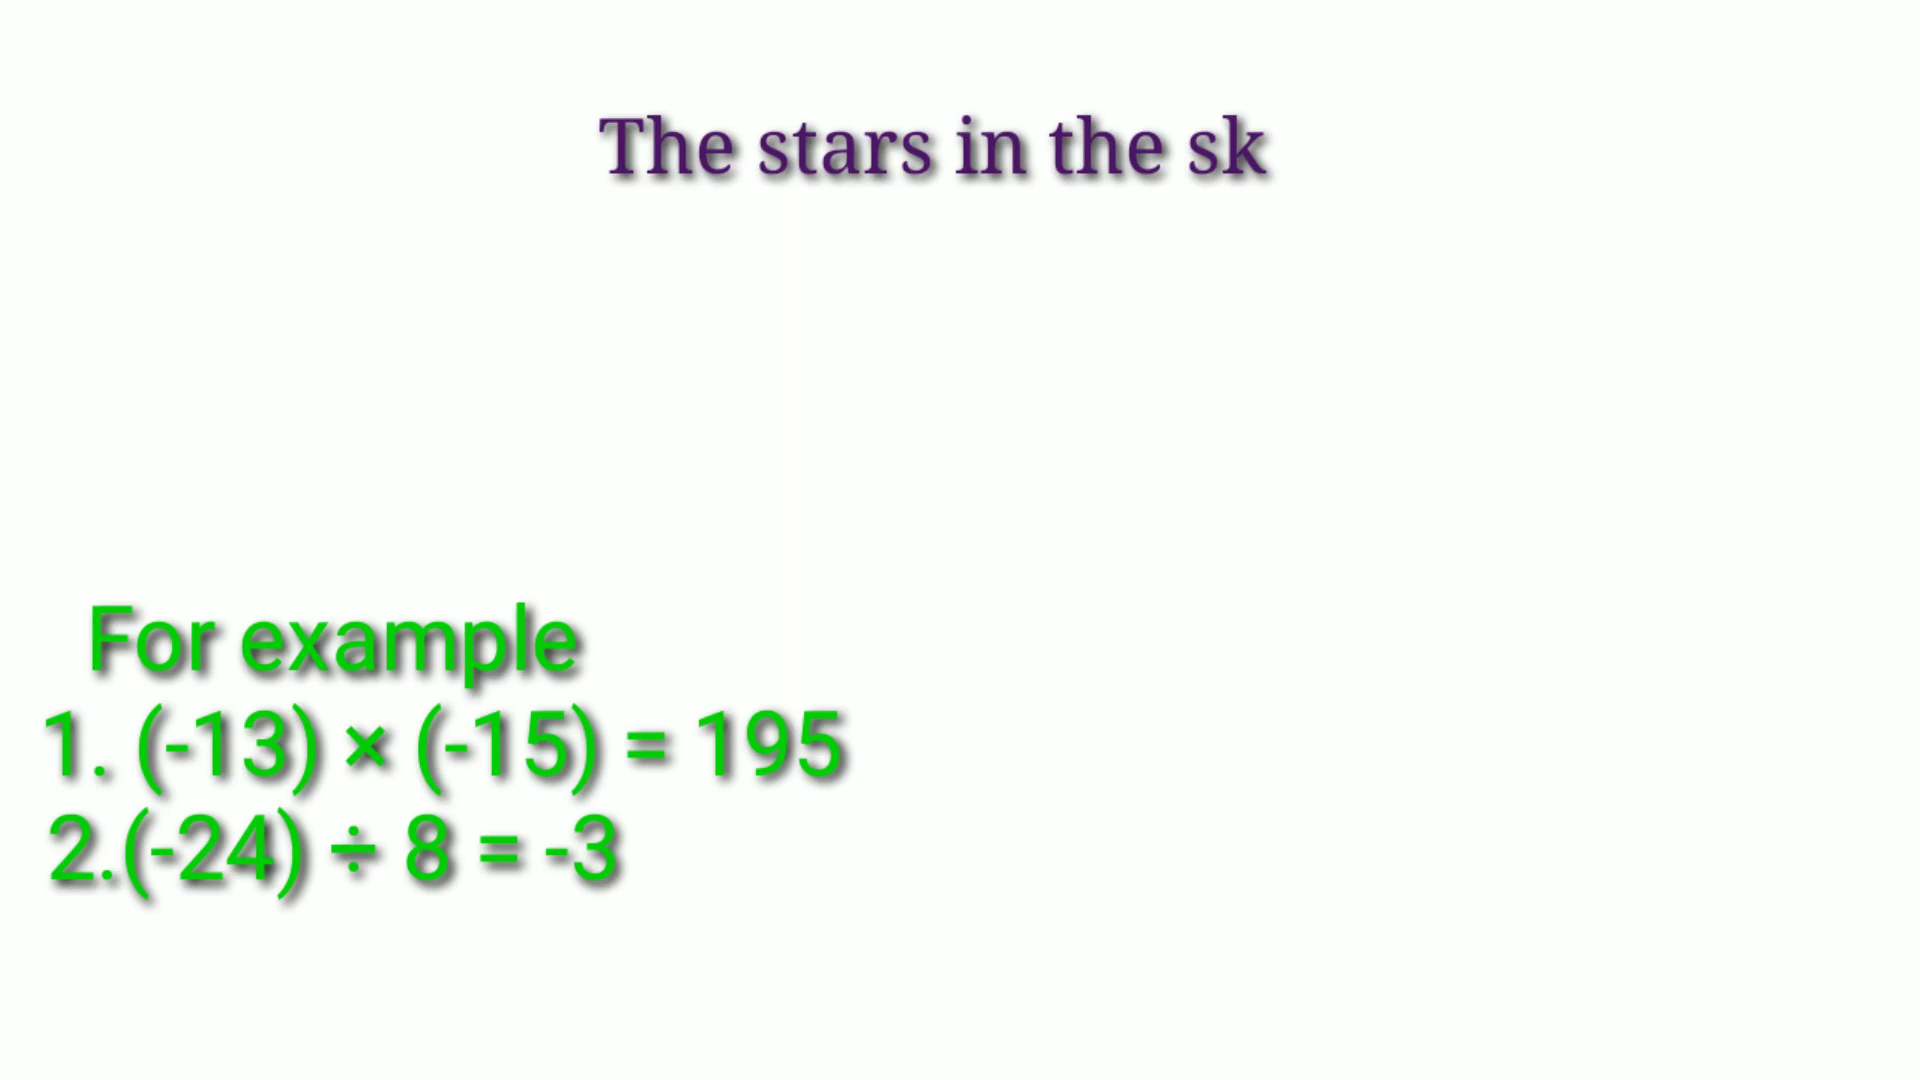 The stars in the sk
For example
1. (-13) × (-15) = 195
2.(-24) ÷ 8 = -3